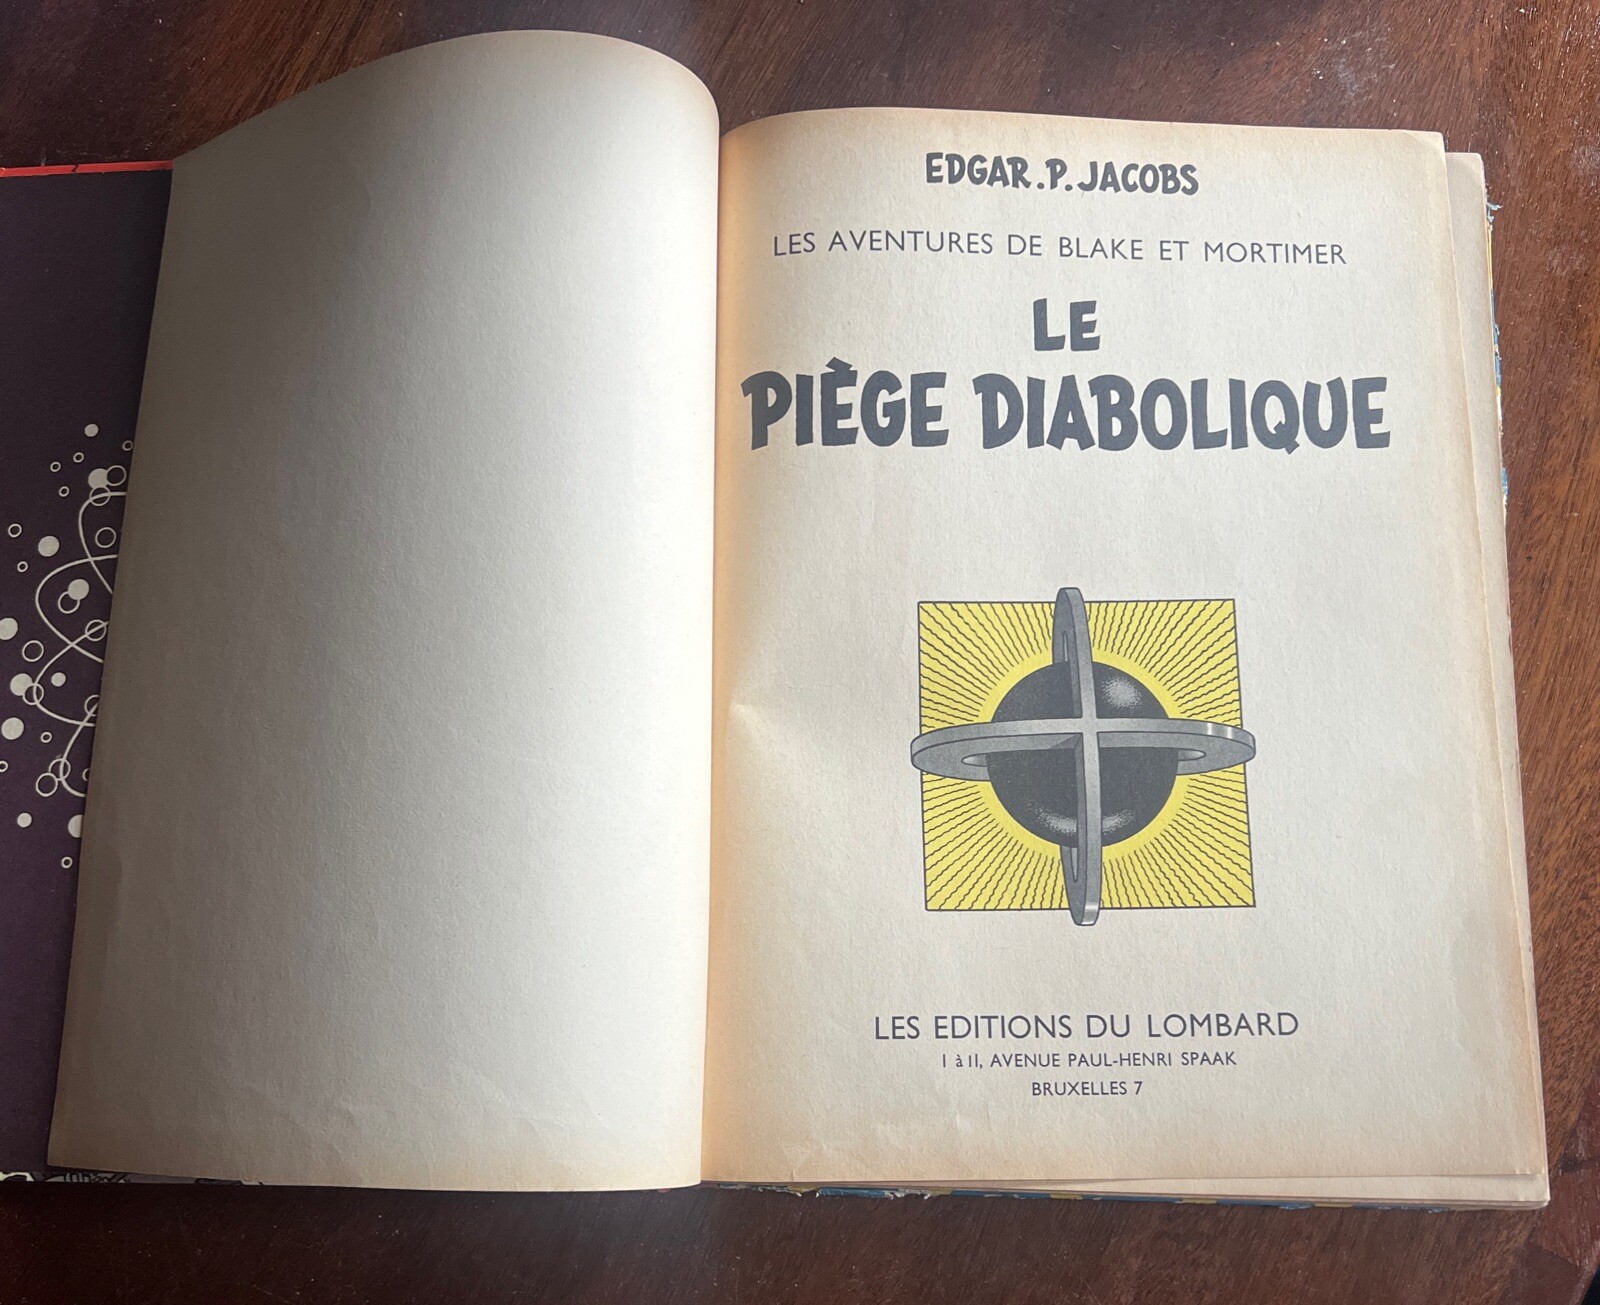 EDGAR.P.JACOBS
LES AVENTURES DE BLAKE ET MORTIMER
LE
PIÈGE DIABOLIQUE
LES EDITIONS DU LOMBARD
1 à 11, AVENUE PAUL-HENRI SPAAK
BRUXELLES 7